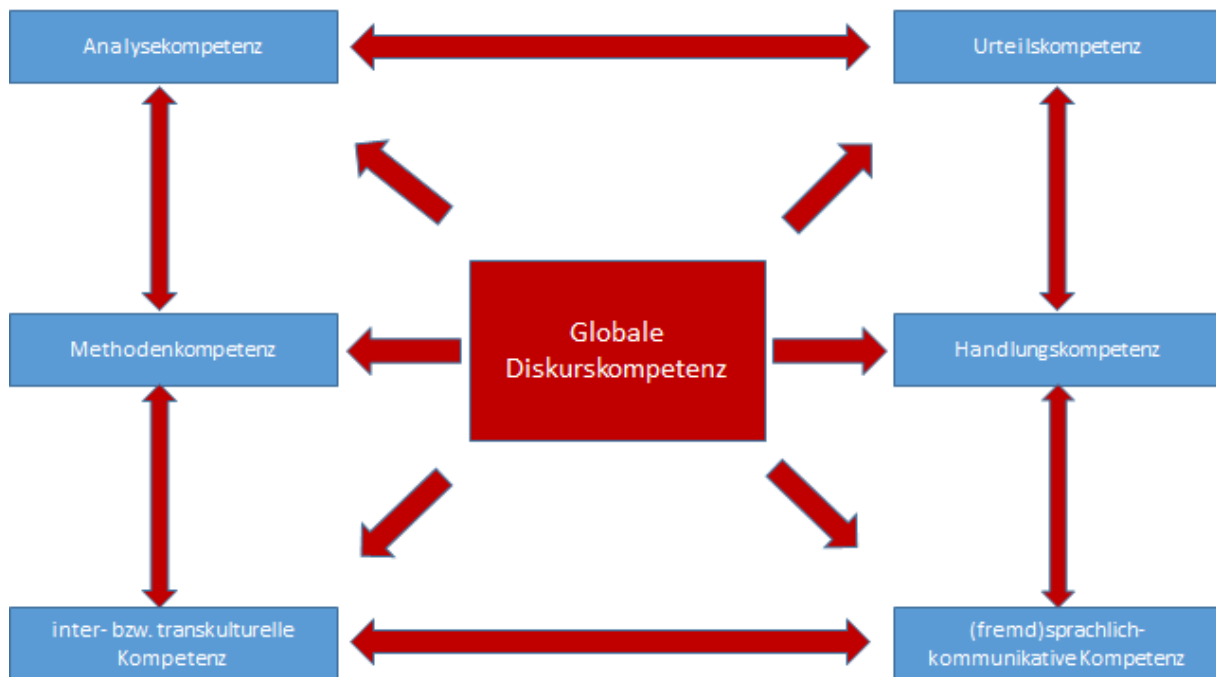 Analysekompetenz
Urteilskompetenz
Globale
Diskurskompetenz
Methodenkompetenz
Handlungskompetenz
inter- bzw. transkulturelle
Kompetenz
(fremd)sprachlich-
kommunikative Kompetenz